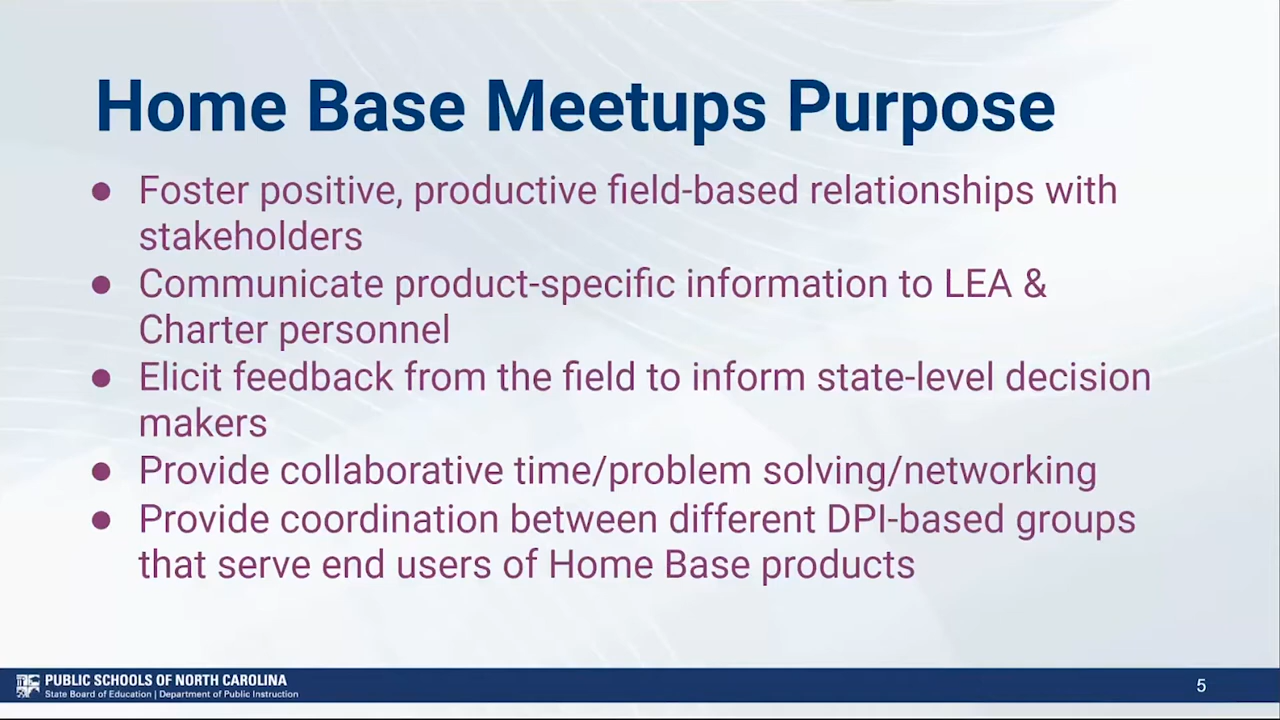 Home Base Meetups Purpose
● Foster positive, productive field-based relationships with
stakeholders
● Communicate product-specific information to LEA &
Charter personnel
● Elicit feedback from the field to inform state-level decision
makers
● Provide collaborative time/problem solving/networking
● Provide coordination between different DPI-based groups
that serve end users of Home Base products
PUBLIC SCHOOLS OF NORTH CAROLINA
State Board of Education | Department of Public Instruction
5